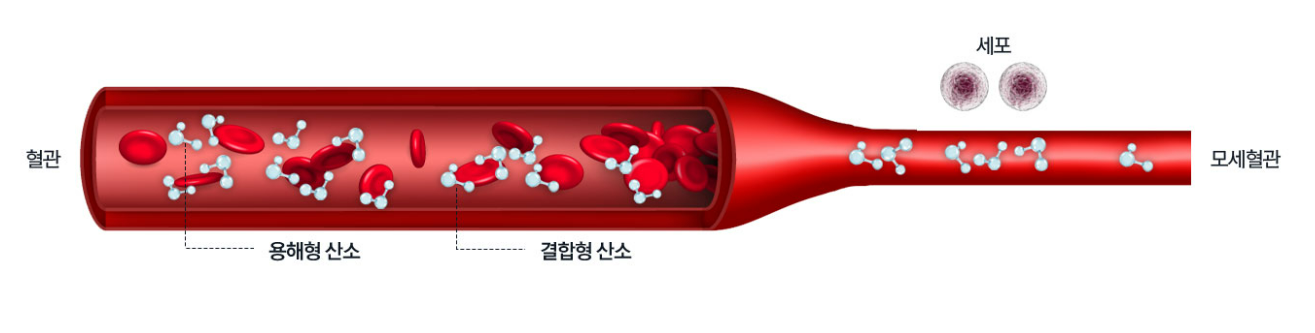 세포
혈관
모세혈관
용해형 산소
결합형 산소